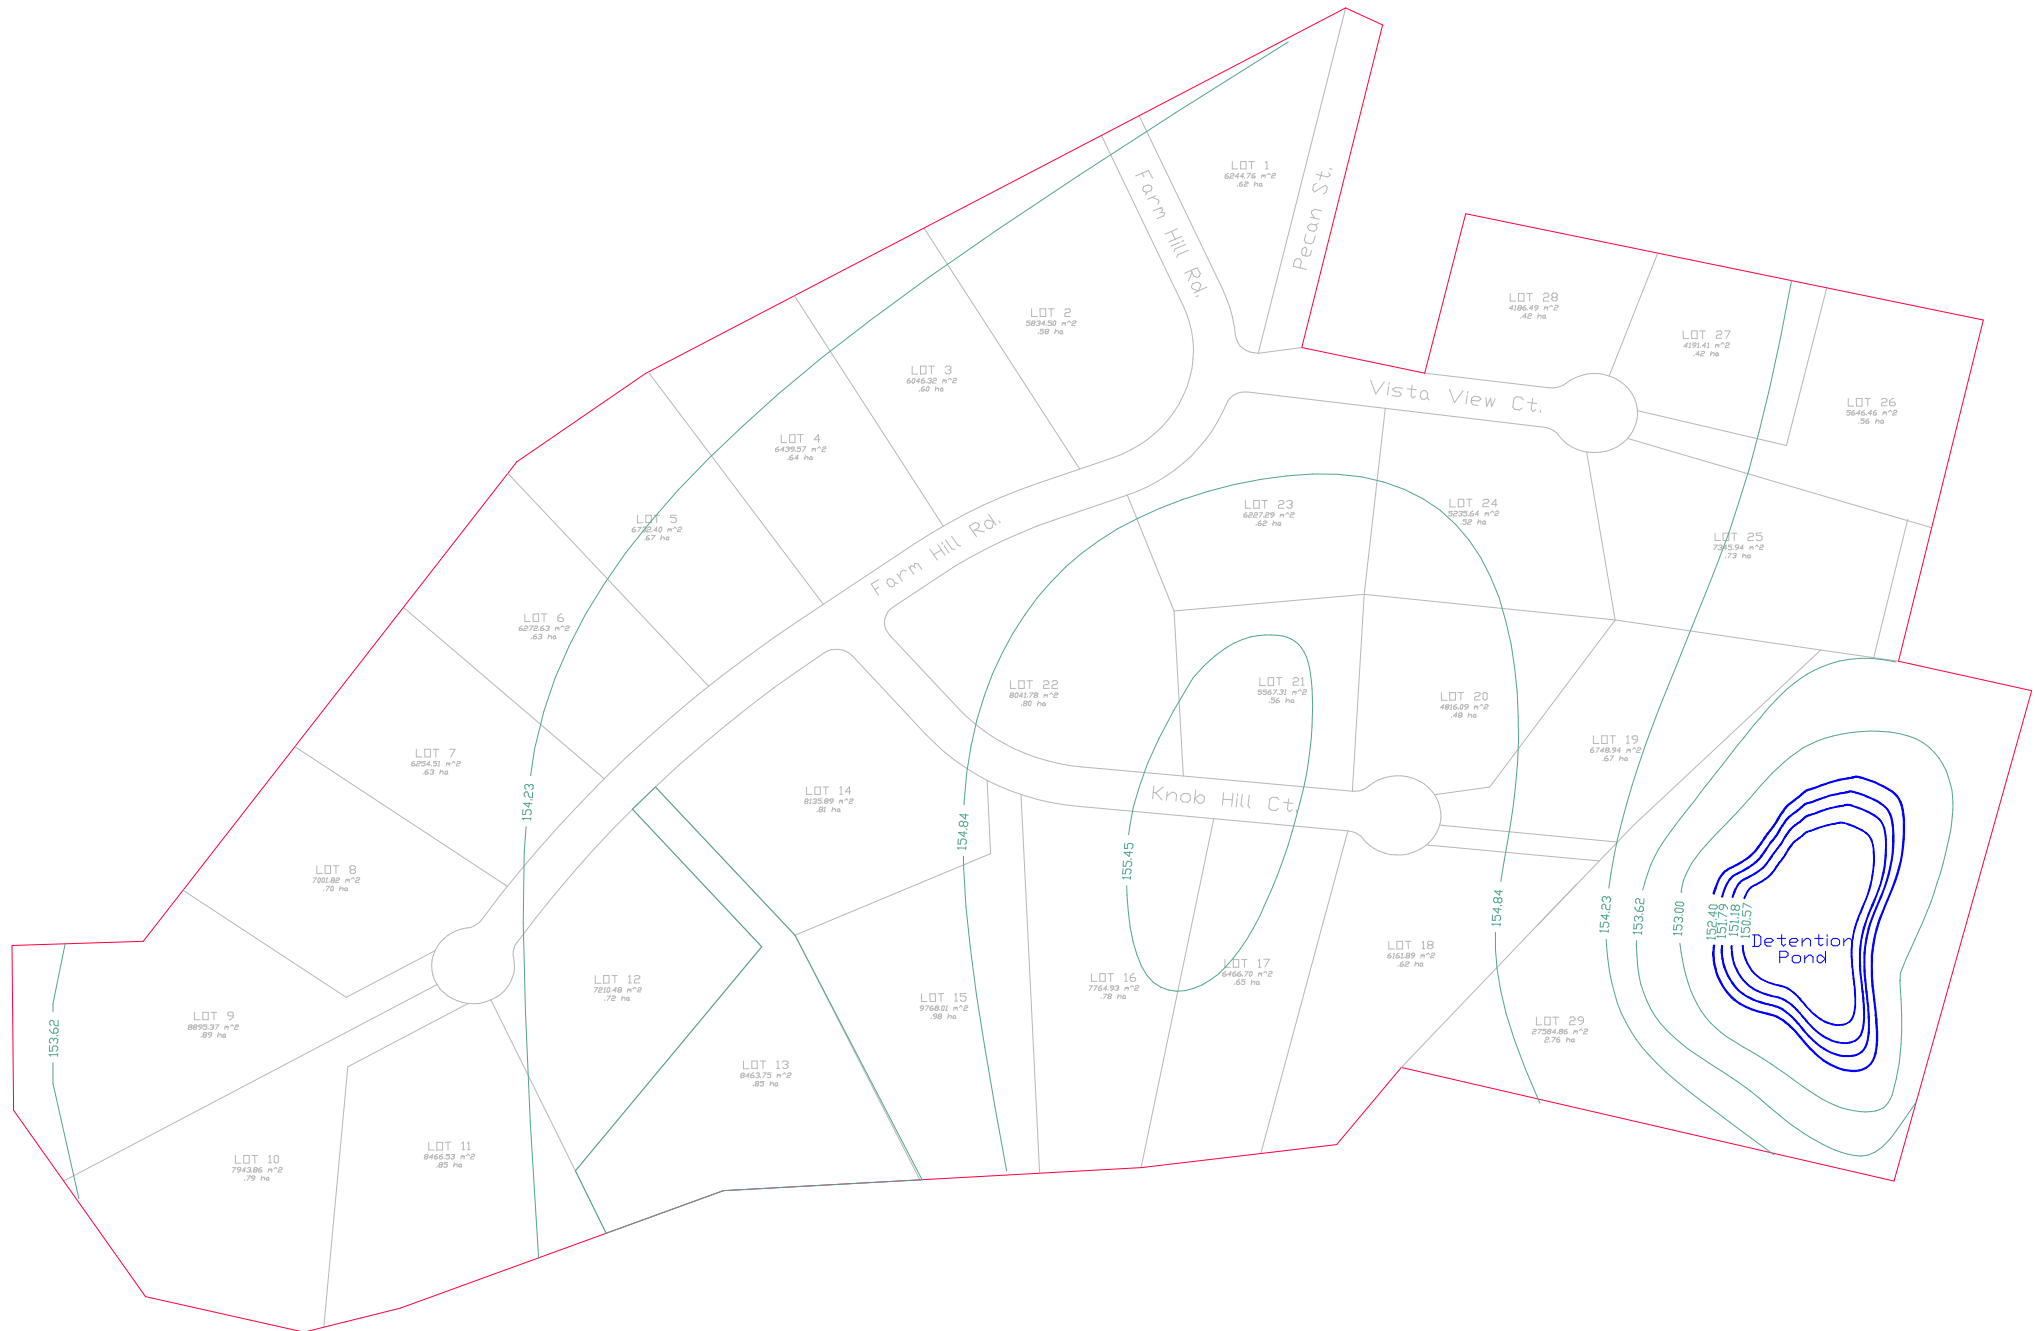 LOT 1
6244.76 m^2
.62 ha
Farm Hill Rd.
Pecan St.
LOT 2
5834.50 m^2
.58 ha
LOT 28
4186.49 m^2
.42 ha
LOT 27
4191.41 m^2
.42 ha
LOT 3
6046.32 m^2
.60 ha
Vista View Ct.
LOT 26
5646.46 m^2
.56 ha
LOT 4
6439.57 m^2
.64 ha
LOT 5
6732.40 m^2
.67 ha
Farm Hill Rd.
LOT 23
6227.29 m^2
.62 ha
LOT 24
5235.64 m^2
.52 ha
LOT 25
7345.94 m^2
.73 ha
LOT 6
6272.63 m^2
.63 ha
LOT 22
8041.78 m^2
.80 ha
LOT 21
5567.31 m^2
.56 ha
LOT 20
4816.09 m^2
.48 ha
LOT 19
6748.94 m^2
.67 ha
LOT 7
6254.51 m^2
.63 ha
154.23
LOT 14
8135.89 m^2
.81 ha
154.84
Knob Hill Ct.
155.45
LOT 8
7001.82 m^2
.70 ha
154.84
154.23
153.62
153.00
152.40
151.79
151.18
150.57
Detention
Pond
LOT 18
6161.89 m^2
.62 ha
LOT 17
6466.70 m^2
.65 ha
LOT 16
7764.93 m^2
.78 ha
LOT 12
7210.48 m^2
.72 ha
LOT 15
9768.01 m^2
.98 ha
LOT 9
8895.37 m^2
.89 ha
153.62
LOT 29
27584.86 m^2
2.76 ha
LOT 13
8463.75 m^2
.85 ha
LOT 11
8466.53 m^2
.85 ha
LOT 10
7943.86 m^2
.79 ha